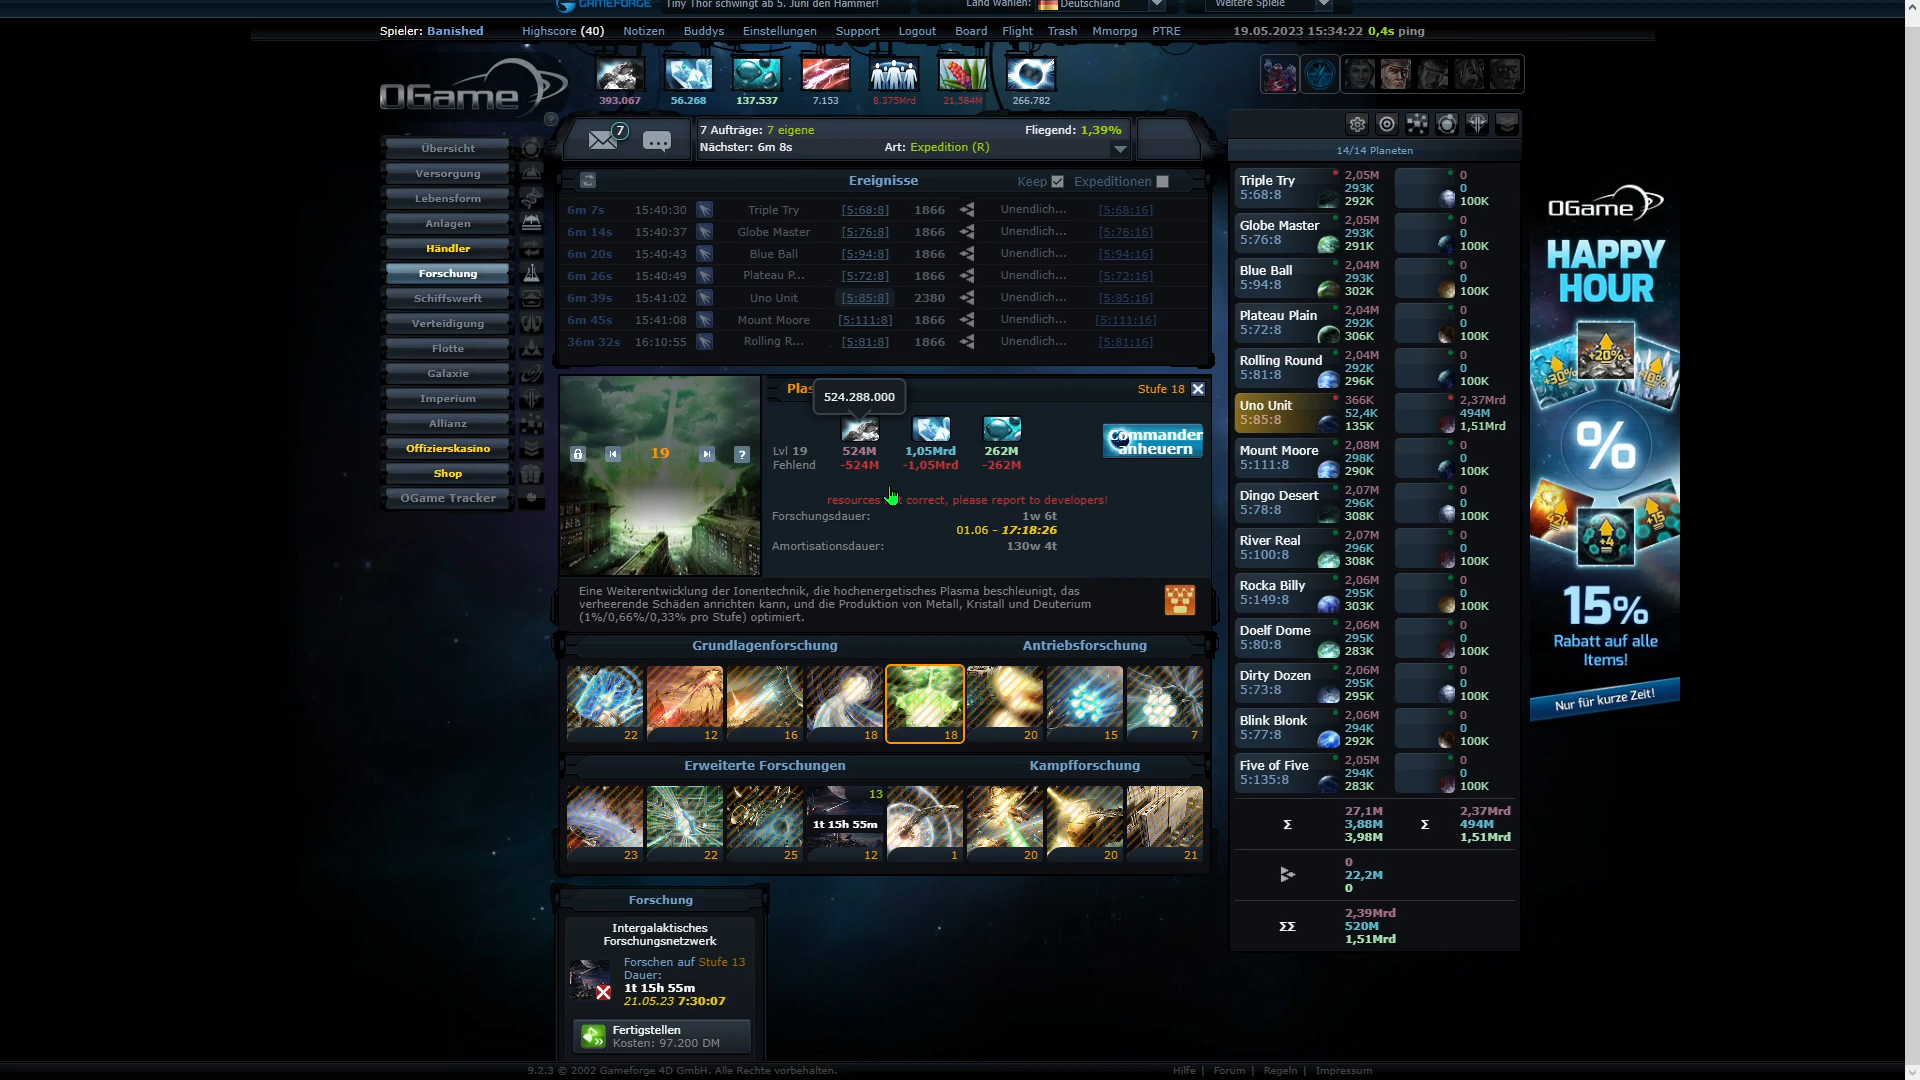 GAMEFORGE
Tiny Thor schwingt ab 5. Juni den Hammer!
Land wählen: Deutschland
Weitere Spiele
Spieler: Banished
Highscore (40) Notizen Buddys Einstellungen Support Logout Board Flight Trash Mmorpg PTRE
19.05.2023 15:34:22 0,4s ping
OGame
393.067 56.268 137.537 7.153 8.375Mrd 21.584M 266.782
Übersicht
Versorgung
Lebensform
Anlagen
Händler
Forschung
Schiffswerft
Verteidigung
Flotte
Galaxie
Imperium
Allianz
Offizierskasino
Shop
OGame Tracker
7
7 Aufträge: 7 eigene Fliegend: 1,39%
Nächster: 6m 8s Art: Expedition (R)
Ereignisse Keep Expeditionen
6m 7s 15:40:30 Triple Try [5:68:8] 1866 Unendlich... [5:68:16]
6m 14s 15:40:37 Globe Master [5:76:8] 1866 Unendlich... [5:76:16]
6m 20s 15:40:43 Blue Ball [5:94:8] 1866 Unendlich... [5:94:16]
6m 26s 15:40:49 Plateau P... [5:72:8] 1866 Unendlich... [5:72:16]
6m 39s 15:41:02 Uno Unit [5:85:8] 2380 Unendlich... [5:85:16]
6m 45s 15:41:08 Mount Moore [5:111:8] 1866 Unendlich... [5:111:16]
36m 32s 16:10:55 Rolling R... [5:81:8] 1866 Unendlich... [5:81:16]
Stufe 18
524.288.000
19 ?
Lvl 19 524M 1,05Mrd 262M
Fehlend -524M -1,05Mrd -262M
Commander anheuern
resources correct, please report to developers!
Forschungsdauer: 1w 6t
01.06 - 17:18:26
Amortisationsdauer: 130w 4t
Eine Weiterentwicklung der Ionentechnik, die hochenergetisches Plasma beschleunigt, das
verheerende Schäden anrichten kann, und die Produktion von Metall, Kristall und Deuterium
(1%/0,66%/0,33% pro Stufe) optimiert.
Grundlagenforschung Antriebsforschung
22 12 16 18 18 20 15 7
Erweiterte Forschungen Kampfforschung
13
1t 15h 55m
23 22 25 12 1 20 20 21
Forschung
Intergalaktisches
Forschungsnetzwerk
Forschen auf Stufe 13
Dauer:
1t 15h 55m
21.05.23 7:30:07
Fertigstellen
Kosten: 97.200 DM
14/14 Planeten
Triple Try 5:68:8 2,05M 293K 292K 0 0 100K
Globe Master 5:76:8 2,05M 293K 291K 0 0 100K
Blue Ball 5:94:8 2,04M 293K 302K 0 0 100K
Plateau Plain 5:72:8 2,04M 292K 306K 0 0 100K
Rolling Round 5:81:8 2,04M 292K 296K 0 0 100K
Uno Unit 5:85:8 366K 52,4K 135K 2,37Mrd 494M 1,51Mrd
Mount Moore 5:111:8 2,08M 298K 290K 0 0 100K
Dingo Desert 5:78:8 2,07M 296K 308K 0 0 100K
River Real 5:100:8 2,07M 296K 308K 0 0 100K
Rocka Billy 5:149:8 2,06M 295K 303K 0 0 100K
Doelf Dome 5:80:8 2,06M 295K 283K 0 0 100K
Dirty Dozen 5:73:8 2,06M 295K 295K 0 0 100K
Blink Blonk 5:77:8 2,06M 294K 292K 0 0 100K
Five of Five 5:135:8 2,05M 294K 283K 0 0 100K
Σ 27,1M 3,88M 3,98M Σ 2,37Mrd 494M 1,51Mrd
0 22,2M 0
ΣΣ 2,39Mrd 520M 1,51Mrd
OGame
HAPPY
HOUR
+30% +20% +10%
%
+42h +4 +15
15%
Rabatt auf alle
Items!
Nur für kurze Zeit!
9.2.3 © 2002 Gameforge 4D GmbH. Alle Rechte vorbehalten.
Hilfe | Forum | Regeln | Impressum